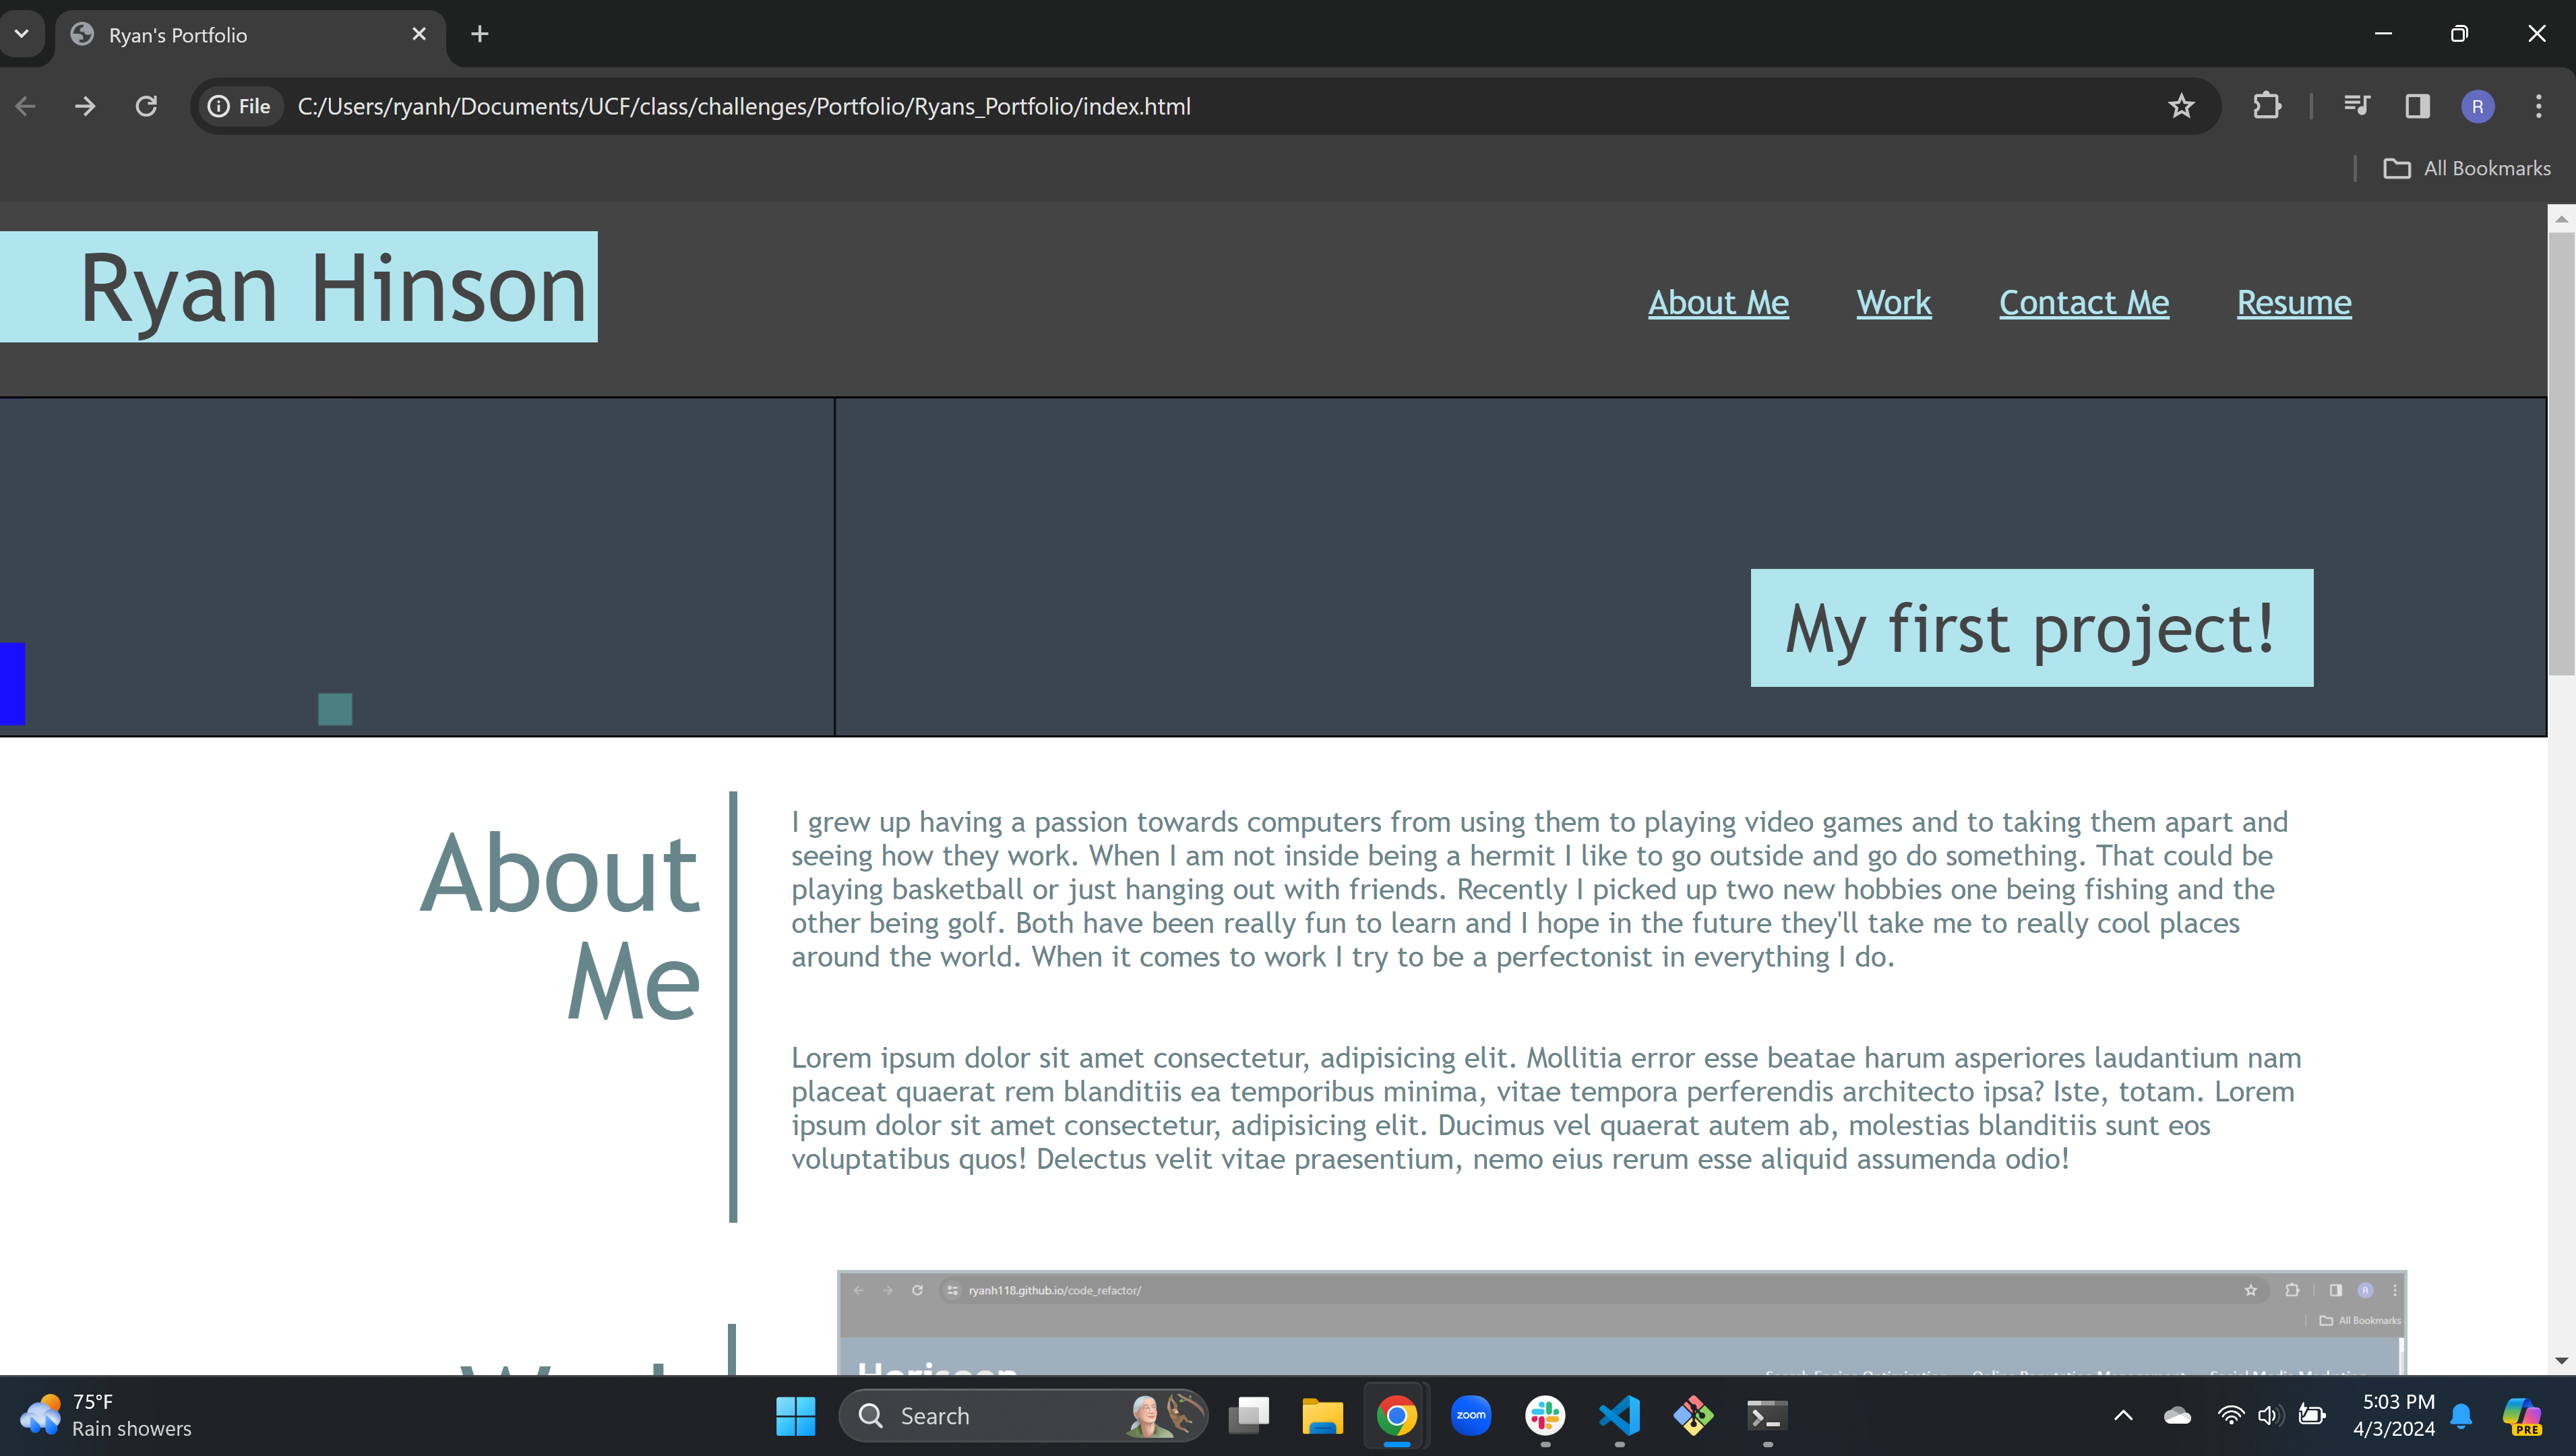 Ryan's Portfolio
File C:/Users/ryanh/Documents/UCF/class/challenges/Portfolio/Ryans_Portfolio/index.html
R
All Bookmarks
Ryan Hinson
About Me Work Contact Me Resume
My first project!
About
Me
I grew up having a passion towards computers from using them to playing video games and to taking them apart and
seeing how they work. When I am not inside being a hermit I like to go outside and go do something. That could be
playing basketball or just hanging out with friends. Recently I picked up two new hobbies one being fishing and the
other being golf. Both have been really fun to learn and I hope in the future they'll take me to really cool places
around the world. When it comes to work I try to be a perfectonist in everything I do.
Lorem ipsum dolor sit amet consectetur, adipisicing elit. Mollitia error esse beatae harum asperiores laudantium nam
placeat quaerat rem blanditiis ea temporibus minima, vitae tempora perferendis architecto ipsa? Iste, totam. Lorem
ipsum dolor sit amet consectetur, adipisicing elit. Ducimus vel quaerat autem ab, molestias blanditiis sunt eos
voluptatibus quos! Delectus velit vitae praesentium, nemo eius rerum esse aliquid assumenda odio!
ryanh118.github.io/code_refactor/
R
All Bookmarks
75°F
Rain showers
Search
zoom
5:03 PM
4/3/2024
PRE